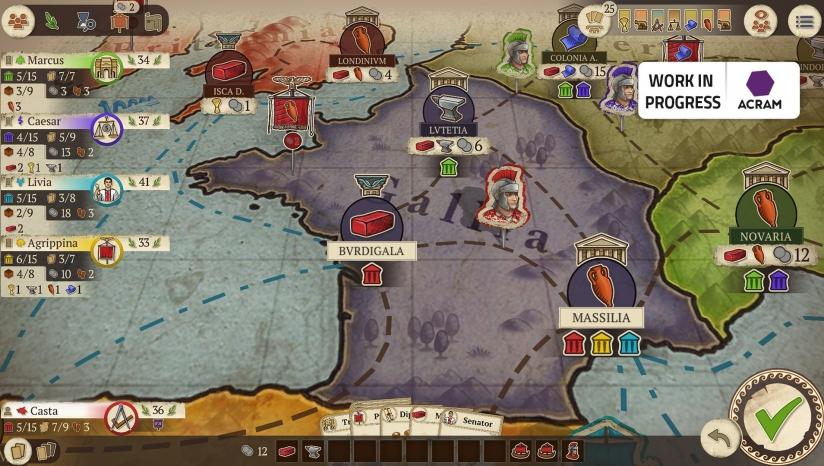 2
25
Marcus 34
5/15 7/7
3/9 3 3
3
Caesar 37
4/15 5/9
4/8 13 2
2 1 1
Livia 41
5/15 3/8
2/9 18 3
2
Agrippina 33
6/15 3/7
4/8 10 2
1 1 1 1
Casta 36
5/15 7/9 3
LONDINIVM
4
ISCA D.
1
COLONIA A.
15
WORK IN
PROGRESS
ACRAM
LVTETIA
6
Gallia
BVRDIGALA
MASSILIA
NOVARIA
12
Senator
12